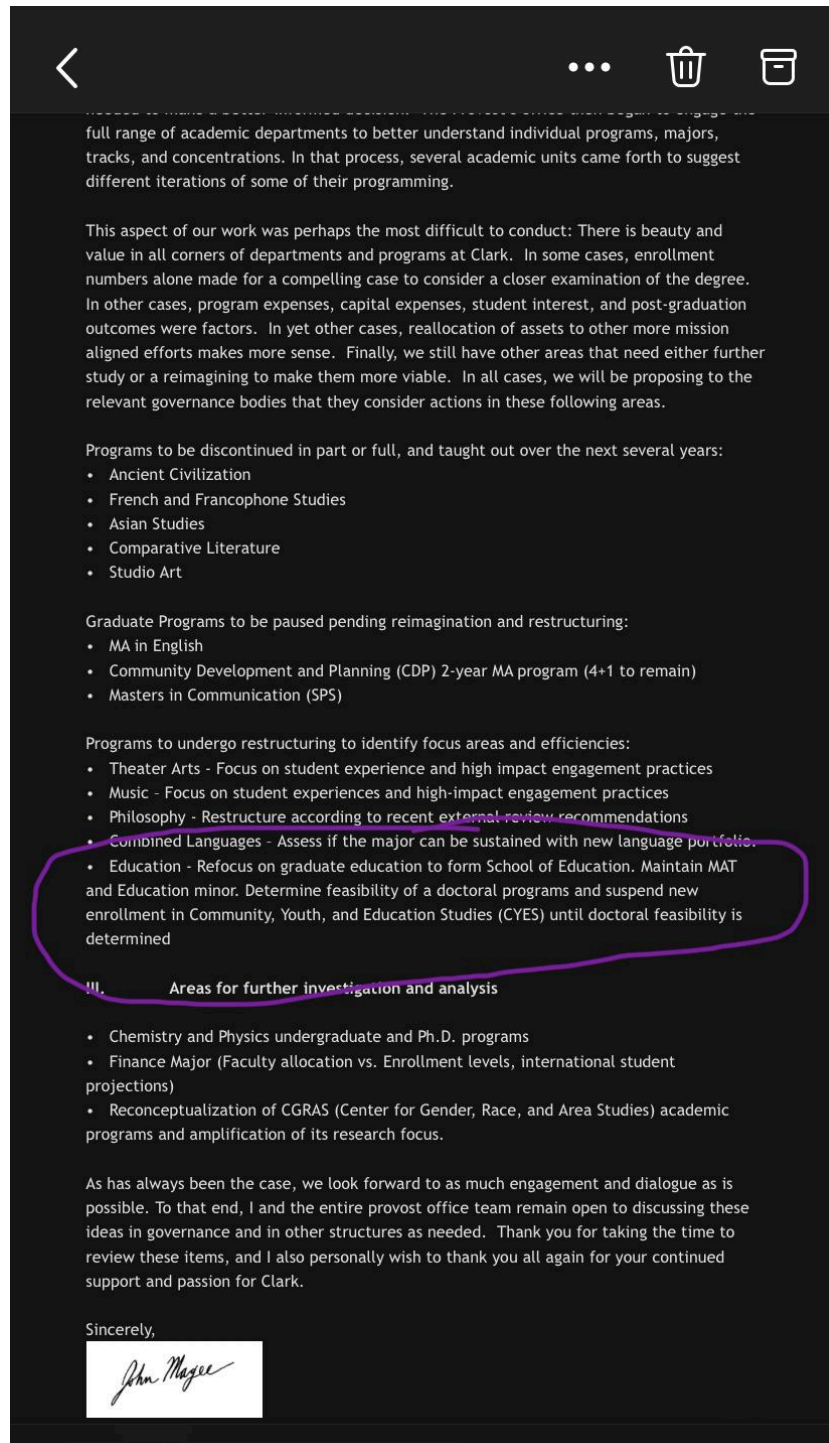 full range of academic departments to better understand individual programs, majors,
tracks, and concentrations. In that process, several academic units came forth to suggest
different iterations of some of their programming.
This aspect of our work was perhaps the most difficult to conduct: There is beauty and
value in all corners of departments and programs at Clark.  In some cases, enrollment
numbers alone made for a compelling case to consider a closer examination of the degree.
In other cases, program expenses, capital expenses, student interest, and post-graduation
outcomes were factors.  In yet other cases, reallocation of assets to other more mission
aligned efforts makes more sense.  Finally, we still have other areas that need either further
study or a reimagining to make them more viable.  In all cases, we will be proposing to the
relevant governance bodies that they consider actions in these following areas.
Programs to be discontinued in part or full, and taught out over the next several years:
• Ancient Civilization
• French and Francophone Studies
• Asian Studies
• Comparative Literature
• Studio Art
Graduate Programs to be paused pending reimagination and restructuring:
• MA in English
• Community Development and Planning (CDP) 2-year MA program (4+1 to remain)
• Masters in Communication (SPS)
Programs to undergo restructuring to identify focus areas and efficiencies:
• Theater Arts - Focus on student experience and high impact engagement practices
• Music – Focus on student experiences and high-impact engagement practices
• Philosophy - Restructure according to recent external review recommendations
• Combined Languages – Assess if the major can be sustained with new language portfolio.
• Education - Refocus on graduate education to form School of Education. Maintain MAT
and Education minor. Determine feasibility of a doctoral programs and suspend new
enrollment in Community, Youth, and Education Studies (CYES) until doctoral feasibility is
determined
III. Areas for further investigation and analysis
• Chemistry and Physics undergraduate and Ph.D. programs
• Finance Major (Faculty allocation vs. Enrollment levels, international student
projections)
• Reconceptualization of CGRAS (Center for Gender, Race, and Area Studies) academic
programs and amplification of its research focus.
As has always been the case, we look forward to as much engagement and dialogue as is
possible. To that end, I and the entire provost office team remain open to discussing these
ideas in governance and in other structures as needed.  Thank you for taking the time to
review these items, and I also personally wish to thank you all again for your continued
support and passion for Clark.
Sincerely,
John Magee